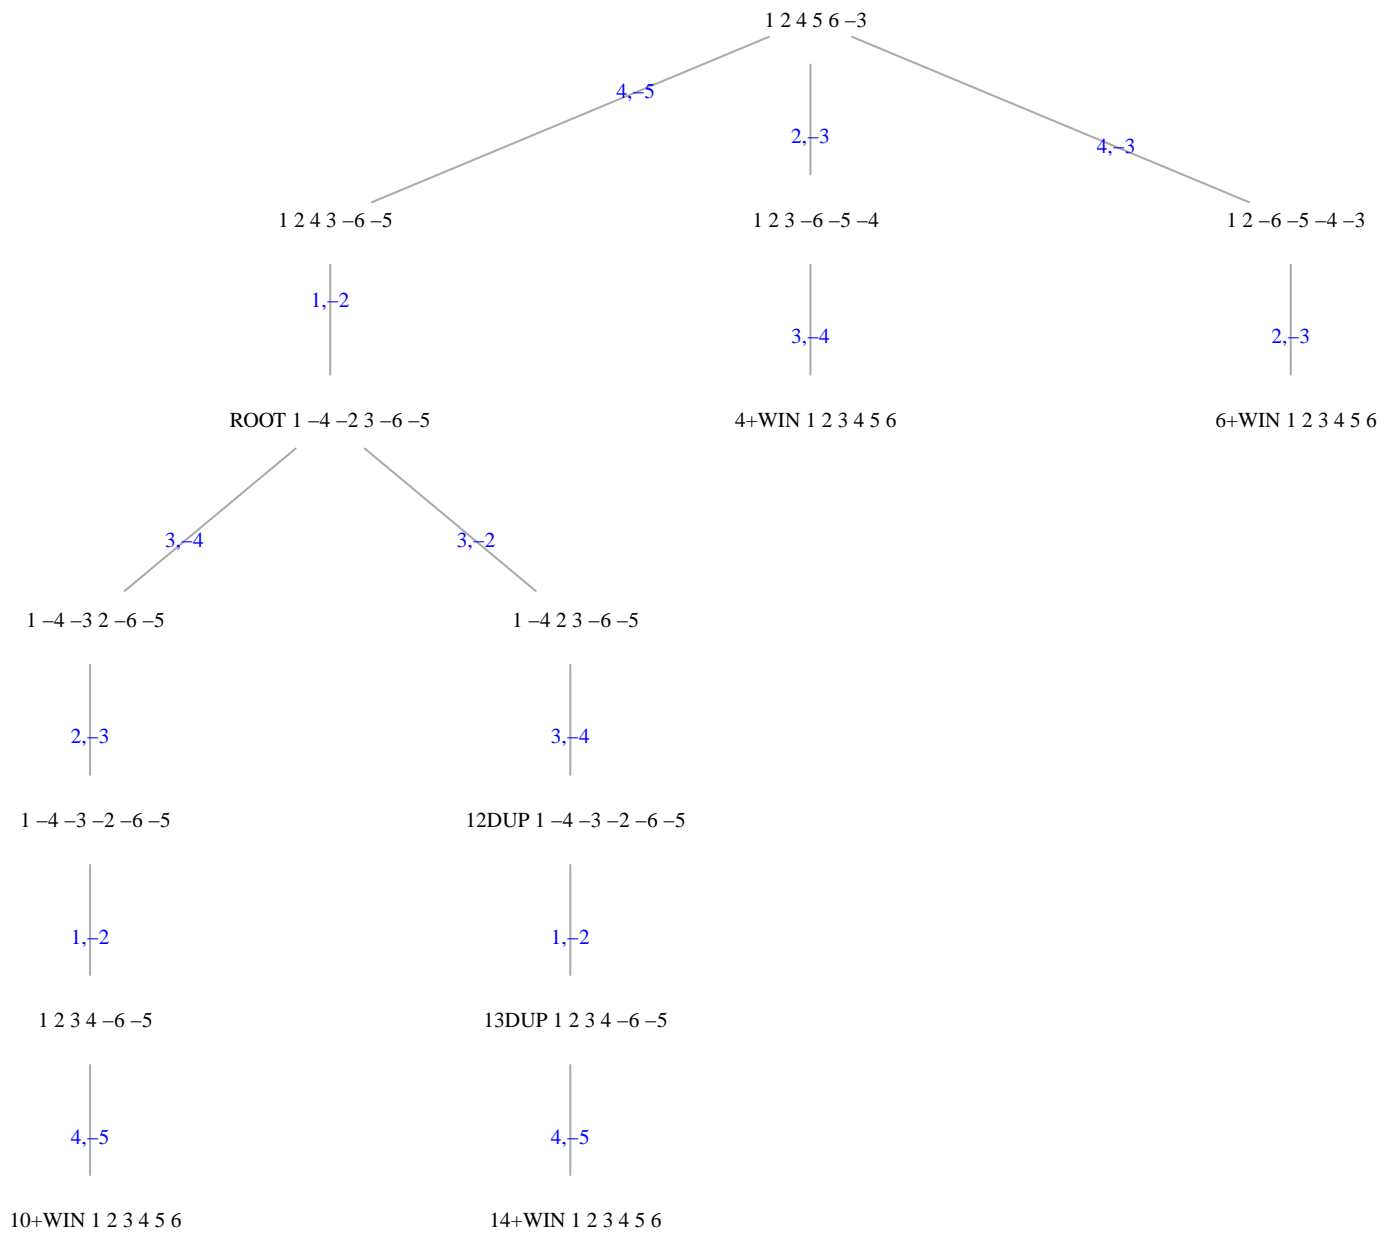 1 2 4 5 6 –3
4,–5
2,–3
4,–3
1 2 4 3 –6 –5
1 2 3 –6 –5 –4
1 2 –6 –5 –4 –3
1,–2
3,–4
2,–3
ROOT 1 –4 –2 3 –6 –5
4+WIN 1 2 3 4 5 6
6+WIN 1 2 3 4 5 6
3,–4
3,–2
1 –4 –3 2 –6 –5
1 –4 2 3 –6 –5
2,–3
3,–4
1 –4 –3 –2 –6 –5
12DUP 1 –4 –3 –2 –6 –5
1,–2
1,–2
1 2 3 4 –6 –5
13DUP 1 2 3 4 –6 –5
4,–5
4,–5
10+WIN 1 2 3 4 5 6
14+WIN 1 2 3 4 5 6